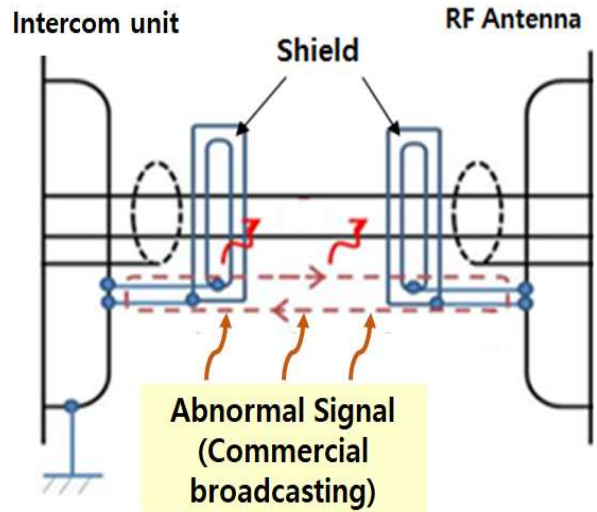 Intercom unit
RF Antenna
Shield
Abnormal Signal
(Commercial
broadcasting)